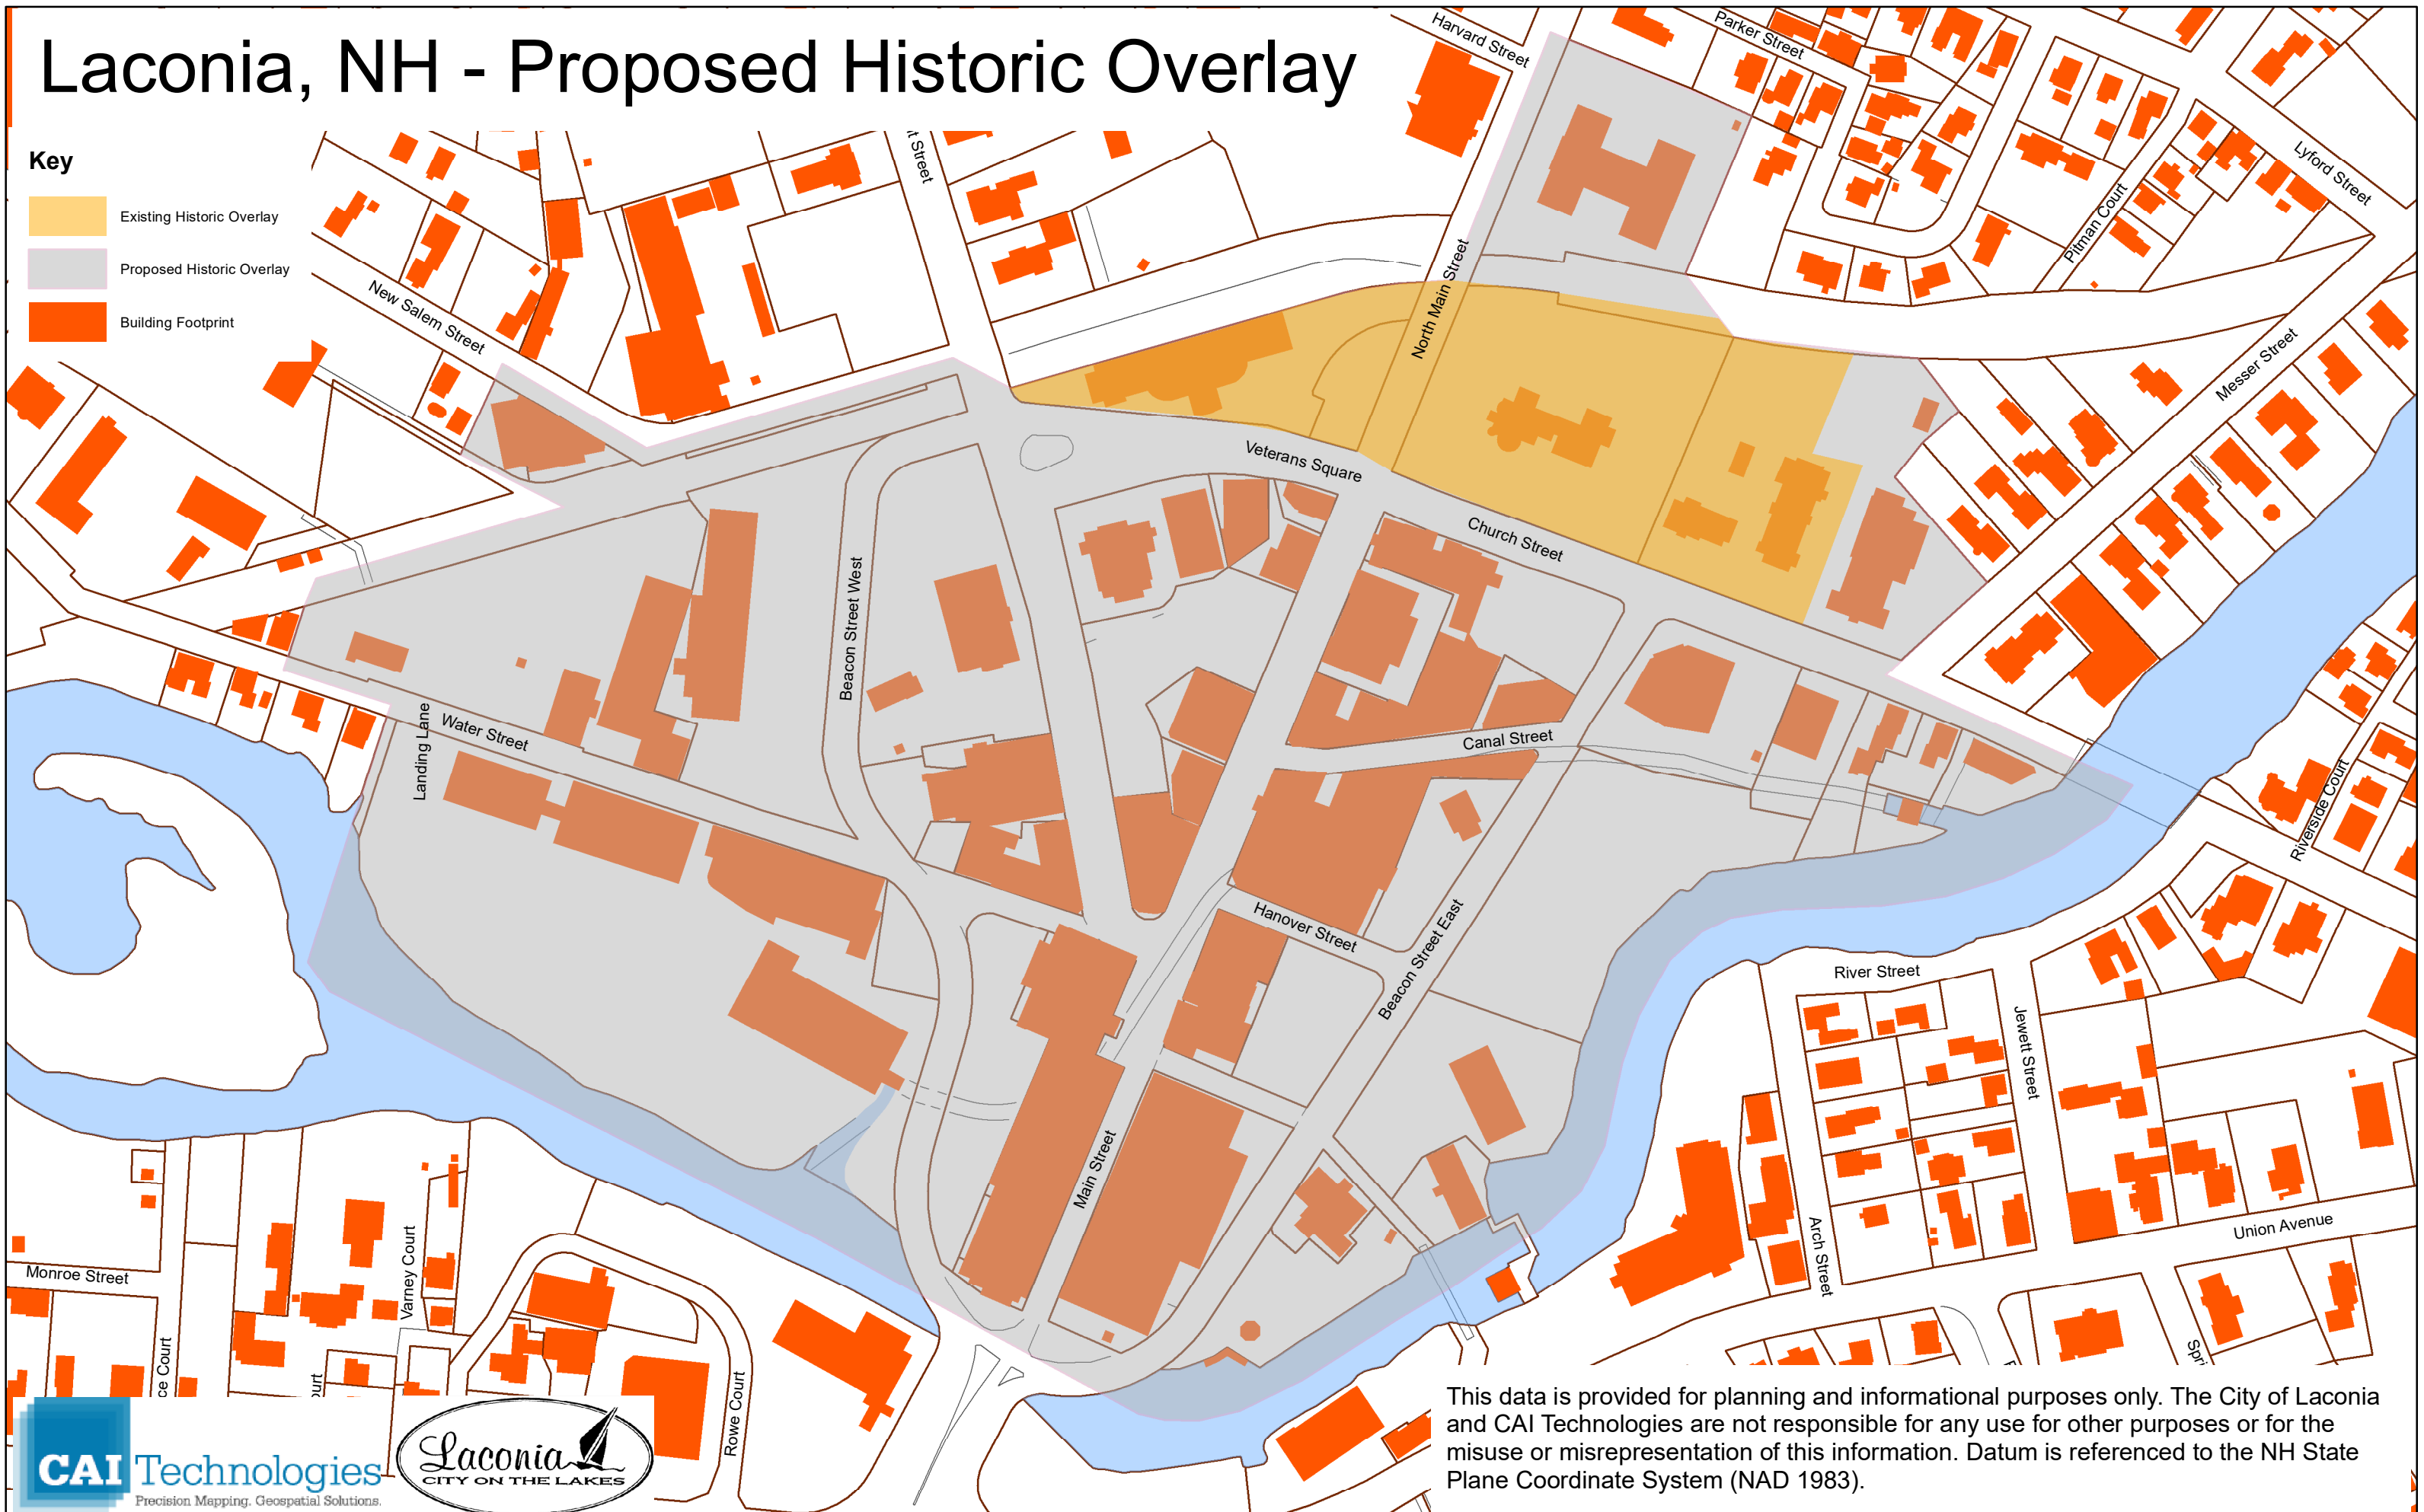 Laconia, NH - Proposed Historic Overlay
Key
Existing Historic Overlay
Proposed Historic Overlay
Building Footprint
Harvard Street
Parker Street
Lyford Street
Pitman Court
Messer Street
Street
New Salem Street
North Main Street
Veterans Square
Church Street
Beacon Street West
Canal Street
Water Street
Landing Lane
Hanover Street
Beacon Street East
Riverside Court
River Street
Jewett Street
Main Street
Arch Street
Union Avenue
Monroe Street
Varney Court
Rowe Court
This data is provided for planning and informational purposes only. The City of Laconia
and CAI Technologies are not responsible for any use for other purposes or for the
misuse or misrepresentation of this information. Datum is referenced to the NH State
Plane Coordinate System (NAD 1983).
CAI Technologies
Precision Mapping. Geospatial Solutions.
Laconia
CITY ON THE LAKES